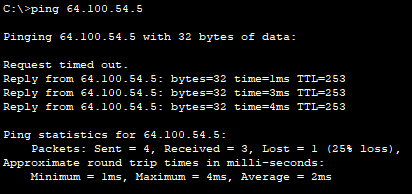 C:\>ping 64.100.54.5
Pinging 64.100.54.5 with 32 bytes of data:
Request timed out.
Reply from 64.100.54.5: bytes=32 time=1ms TTL=253
Reply from 64.100.54.5: bytes=32 time=3ms TTL=253
Reply from 64.100.54.5: bytes=32 time=4ms TTL=253
Ping statistics for 64.100.54.5:
    Packets: Sent = 4, Received = 3, Lost = 1 (25% loss),
Approximate round trip times in milli-seconds:
    Minimum = 1ms, Maximum = 4ms, Average = 2ms